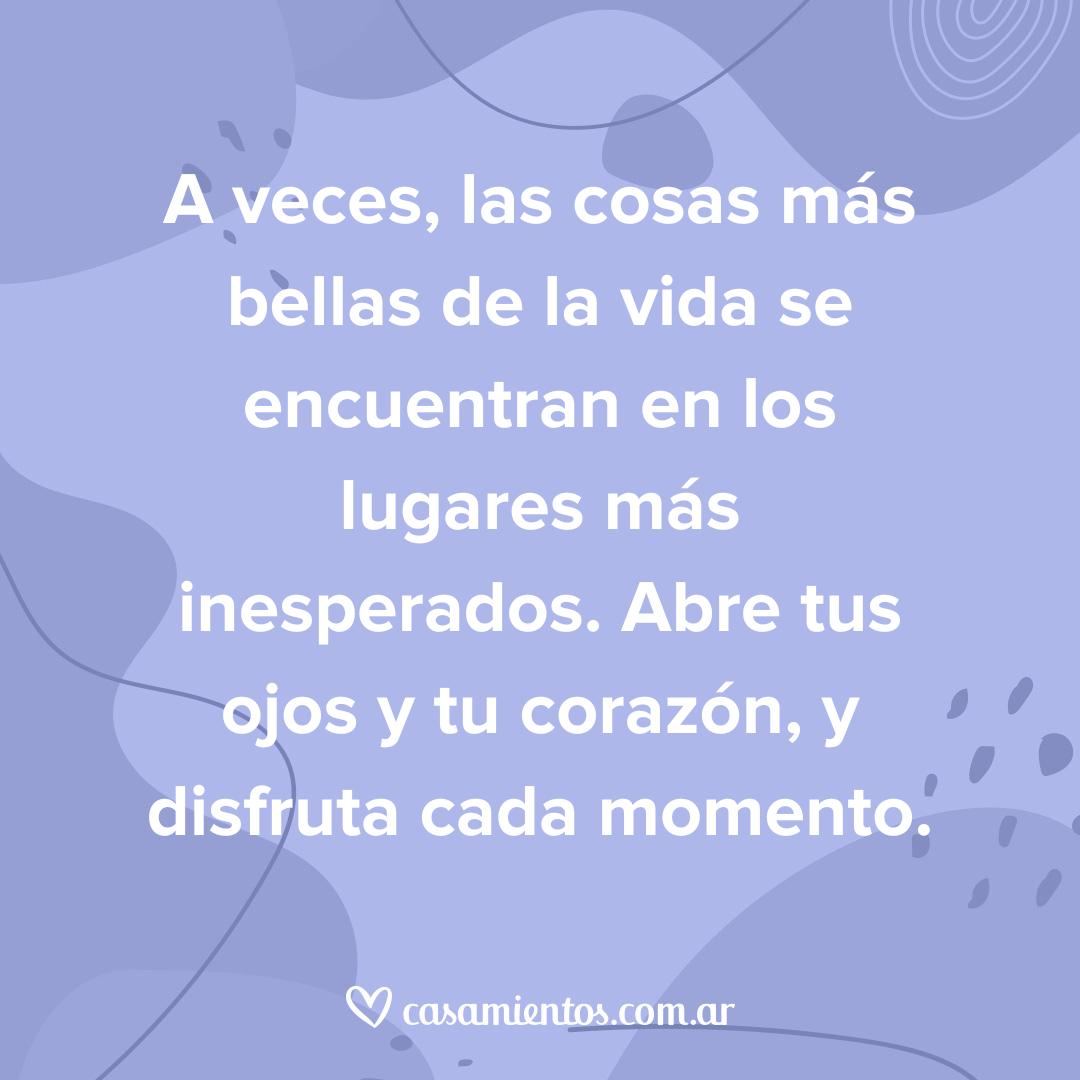 A veces, las cosas más
bellas de la vida se
encuentran en los
lugares más
inesperados. Abre tus
ojos y tu corazón, y
disfruta cada momento.
casamientos.com.ar